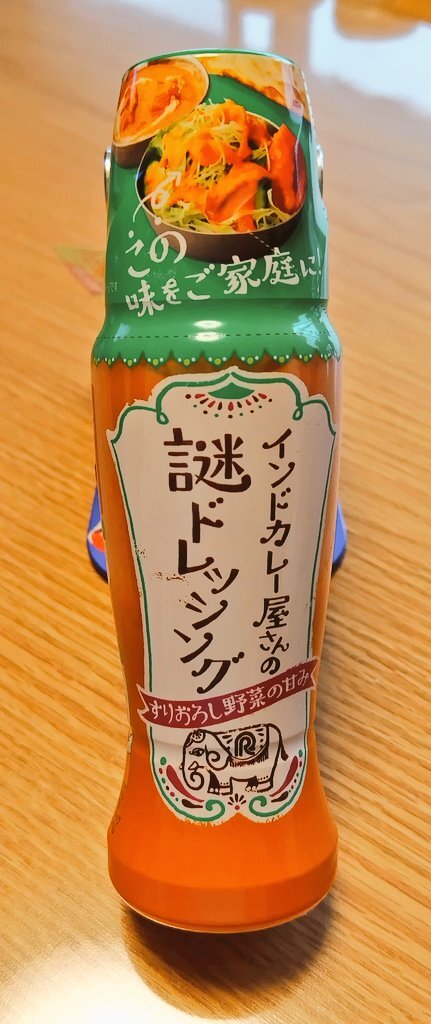 この
味をご家庭に!
インドカレー屋さんの
謎ドレッシング
すりおろし野菜の甘み
R